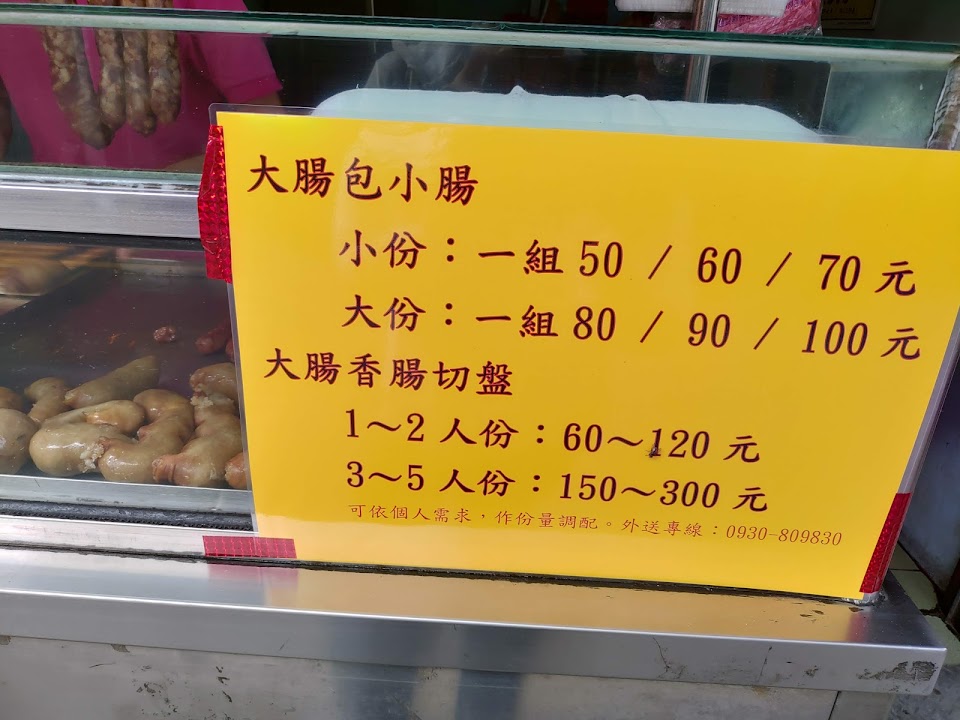 大腸包小腸
小份：一組 50 / 60 / 70 元
大份：一組 80 / 90 / 100 元
大腸香腸切盤
1～2 人份：60～120 元
3～5 人份：150～300 元
可依個人需求，作份量調配。外送專線：0930-809830